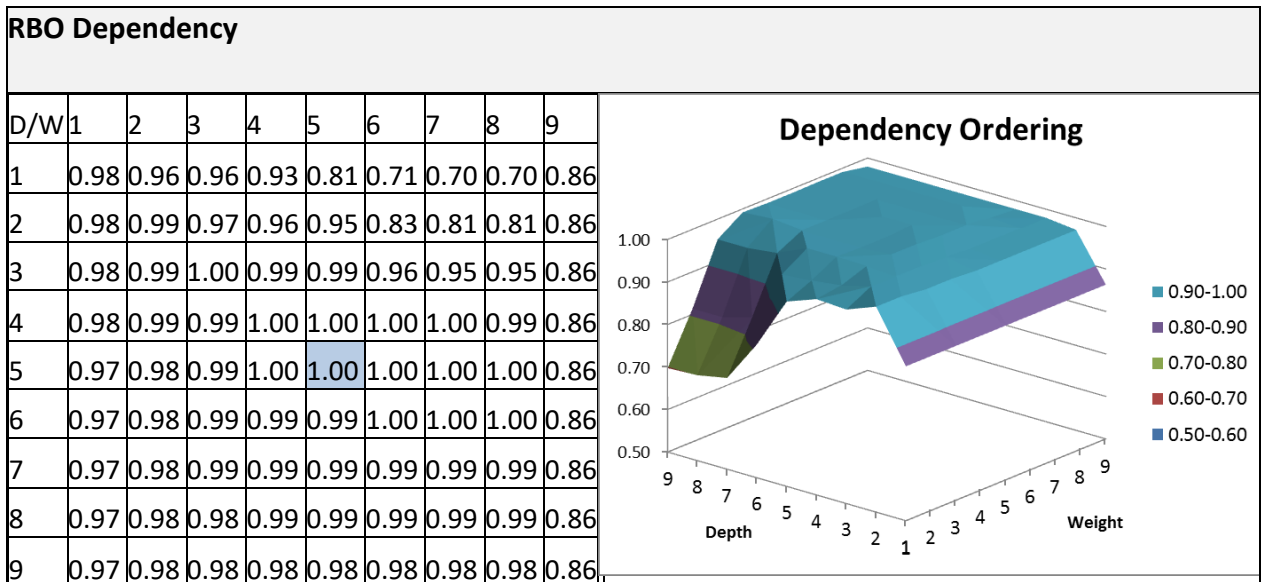 RBO Dependency
D/W 1 2 3 4 5 6 7 8 9
1 0.98 0.96 0.96 0.93 0.81 0.71 0.70 0.70 0.86
2 0.98 0.99 0.97 0.96 0.95 0.83 0.81 0.81 0.86
3 0.98 0.99 1.00 0.99 0.99 0.96 0.95 0.95 0.86
4 0.98 0.99 0.99 1.00 1.00 1.00 1.00 0.99 0.86
5 0.97 0.98 0.99 1.00 1.00 1.00 1.00 1.00 0.86
6 0.97 0.98 0.99 0.99 0.99 1.00 1.00 1.00 0.86
7 0.97 0.98 0.99 0.99 0.99 0.99 0.99 0.99 0.86
8 0.97 0.98 0.98 0.99 0.99 0.99 0.99 0.99 0.86
9 0.97 0.98 0.98 0.98 0.98 0.98 0.98 0.98 0.86
Dependency Ordering
1.00
0.90
0.80
0.70
0.60
0.50
9 8 7 6 5 4 3 2 1
Depth
1 2 3 4 5 6 7 8 9
Weight
0.90-1.00
0.80-0.90
0.70-0.80
0.60-0.70
0.50-0.60